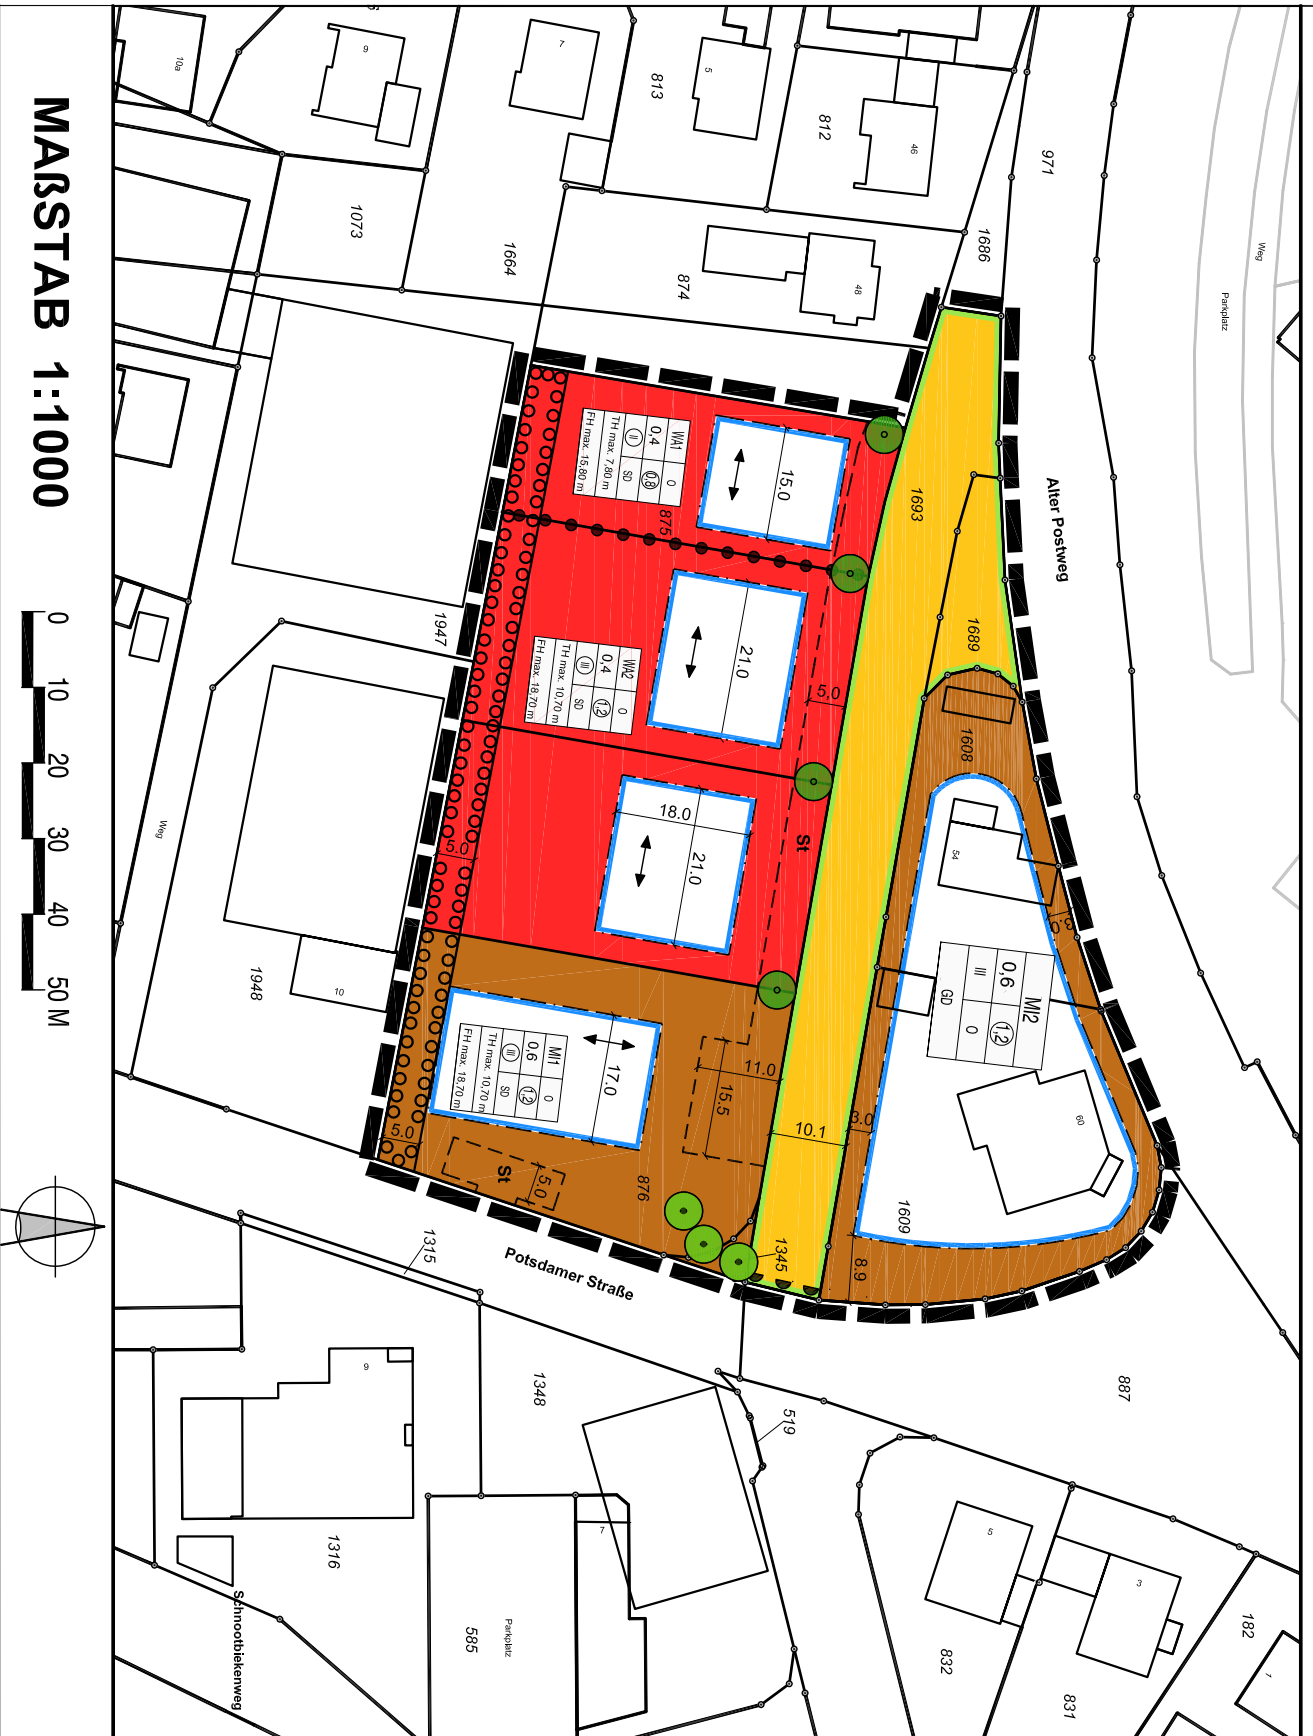 MAẞSTAB 1:1000
0 10 20 30 40 50 M
971
Weg
Parkplatz
1686
Alter Postweg
46
812
813
5
7
9
10a
48
874
1664
1073
1693
1689
1608
54
3.0
MI2
0,6 1,2
III 0
GD
60
1609
8.9
WA1 0
0,4 0,8
II SD
TH max. 7,80 m
FH max. 15,80 m
15.0
875
WA2 0
0,4 1,2
III SD
TH max. 10,70 m
FH max. 18,70 m
21.0
5,0
St
18.0
21.0
5.0
MI1 0
0,6 1,2
III SD
TH max. 10,70 m
FH max. 18,70 m
17.0
11.0
15.5
10.1
3.0
5.0
St
5.0
876
1345
1947
1948
10
Weg
Potsdamer Straße
1315
9
1348
519
887
1316
7
585
Parkplatz
Schnootbiekenweg
5
3
832
831
182
1